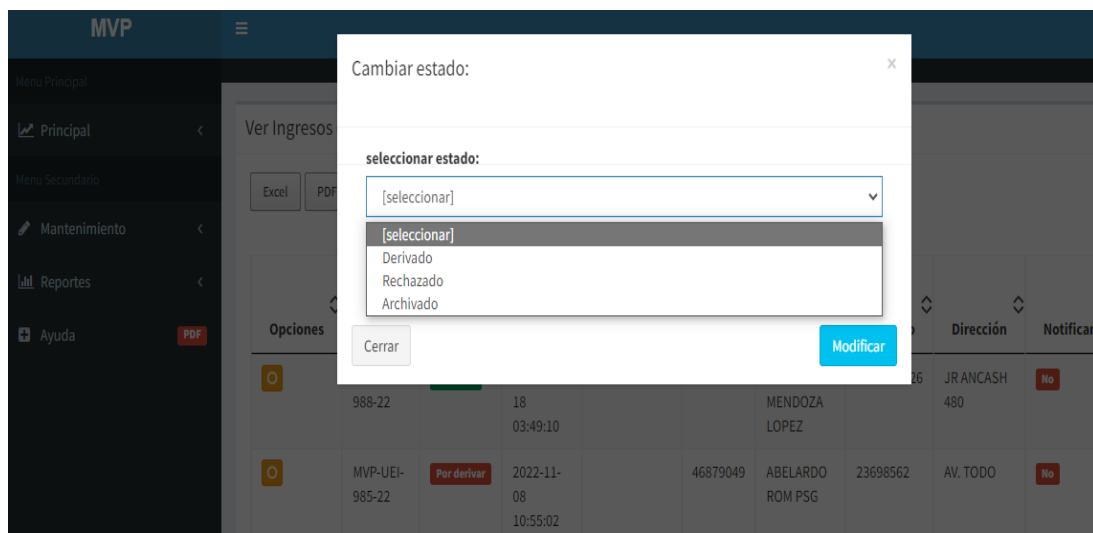 MVP
Cambiar estado:
×
Menu Principal
Principal
Ver Ingresos
seleccionar estado:
Menu Secundario
Excel PDF
[seleccionar]
Mantenimiento
[seleccionar]
Derivado
Rechazado
Archivado
Reportes
Ayuda PDF
Opciones
Dirección
Notificar
Cerrar
Modificar
O
988-22
18
03:49:10
MENDOZA
LOPEZ
26
JR ANCASH
480
No
O
MVP-UEI-
985-22
Por derivar
2022-11-
08
10:55:02
46879049
ABELARDO
ROM PSG
23698562
AV. TODO
No